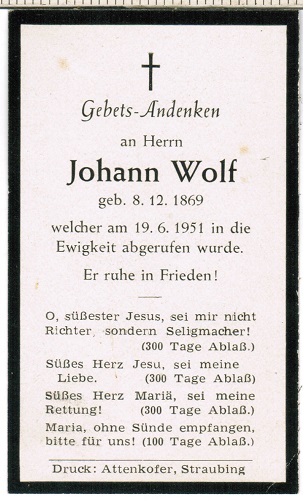 Gebets-Andenken
an Herrn
Johann Wolf
geb. 8. 12. 1869
welcher am 19. 6. 1951 in die
Ewigkeit abgerufen wurde.
Er ruhe in Frieden!
O, süßester Jesus, sei mir nicht
Richter, sondern Seligmacher!
(300 Tage Ablaß.)
Süßes Herz Jesu, sei meine
Liebe. (300 Tage Ablaß)
Süßes Herz Mariä, sei meine
Rettung! (300 Tage Ablaß.)
Maria, ohne Sünde empfangen,
bitte für uns! (100 Tage Ablaß.)
Druck: Attenkofer, Straubing